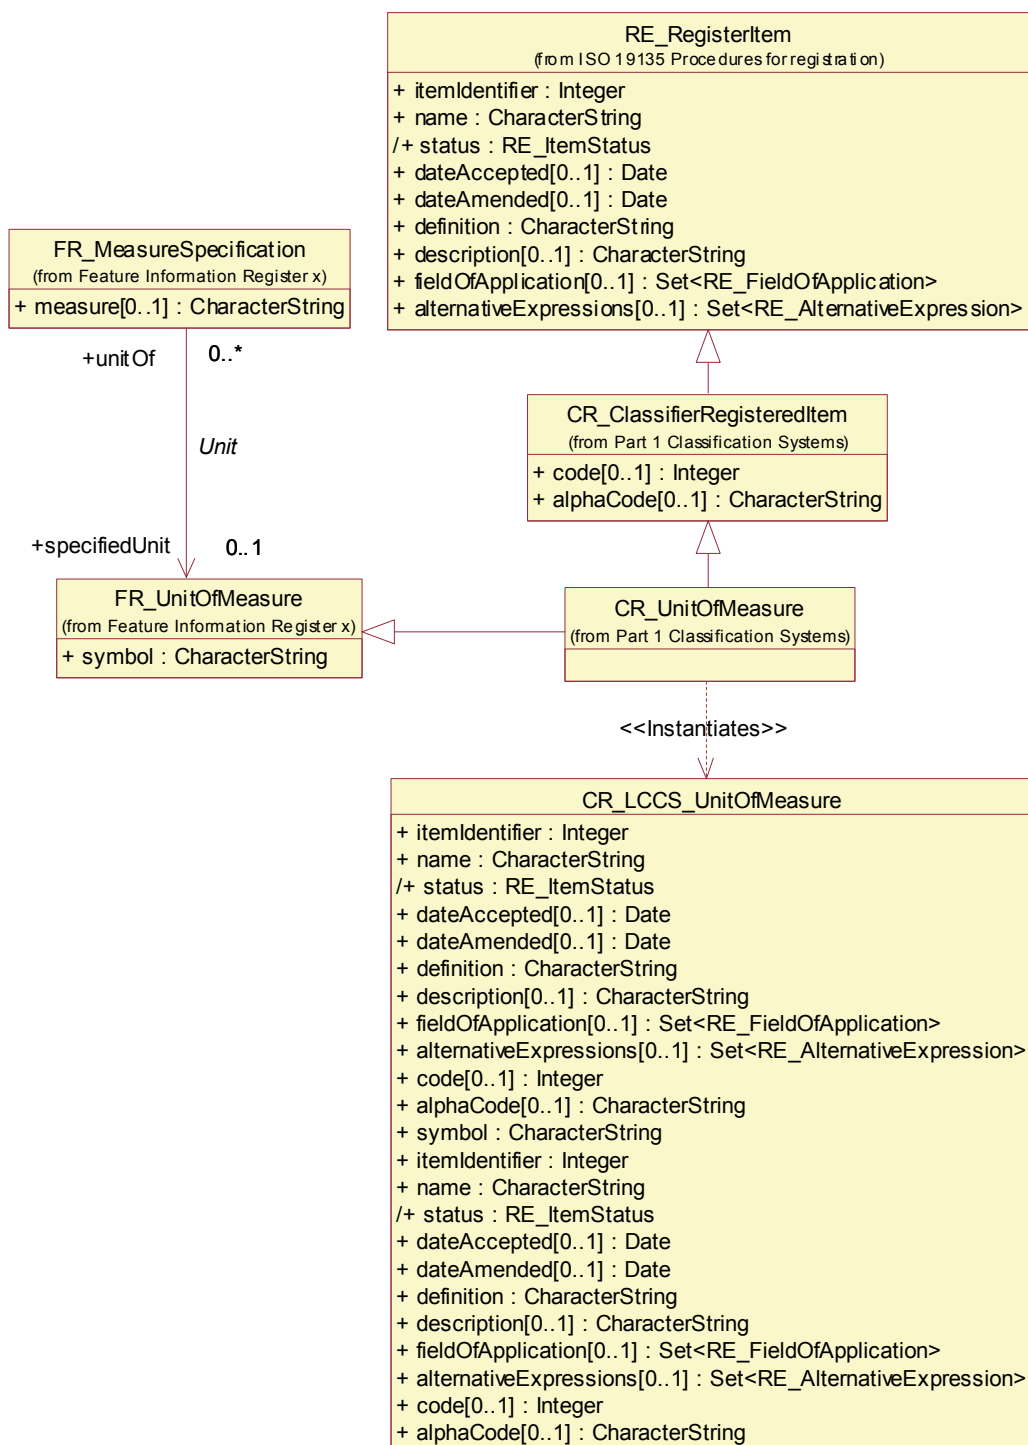 RE_RegisterItem
(from ISO 19135 Procedures for registration)
+ itemIdentifier : Integer
+ name : CharacterString
/+ status : RE_ItemStatus
+ dateAccepted[0..1] : Date
+ dateAmended[0..1] : Date
+ definition : CharacterString
+ description[0..1] : CharacterString
+ fieldOfApplication[0..1] : Set<RE_FieldOfApplication>
+ alternativeExpressions[0..1] : Set<RE_AlternativeExpression>
FR_MeasureSpecification
(from Feature Information Register x)
+ measure[0..1] : CharacterString
+unitOf
0..*
Unit
+specifiedUnit
0..1
CR_ClassifierRegisteredItem
(from Part 1 Classification Systems)
+ code[0..1] : Integer
+ alphaCode[0..1] : CharacterString
FR_UnitOfMeasure
(from Feature Information Register x)
+ symbol : CharacterString
CR_UnitOfMeasure
(from Part 1 Classification Systems)
<<Instantiates>>
CR_LCCS_UnitOfMeasure
+ itemIdentifier : Integer
+ name : CharacterString
/+ status : RE_ItemStatus
+ dateAccepted[0..1] : Date
+ dateAmended[0..1] : Date
+ definition : CharacterString
+ description[0..1] : CharacterString
+ fieldOfApplication[0..1] : Set<RE_FieldOfApplication>
+ alternativeExpressions[0..1] : Set<RE_AlternativeExpression>
+ code[0..1] : Integer
+ alphaCode[0..1] : CharacterString
+ symbol : CharacterString
+ itemIdentifier : Integer
+ name : CharacterString
/+ status : RE_ItemStatus
+ dateAccepted[0..1] : Date
+ dateAmended[0..1] : Date
+ definition : CharacterString
+ description[0..1] : CharacterString
+ fieldOfApplication[0..1] : Set<RE_FieldOfApplication>
+ alternativeExpressions[0..1] : Set<RE_AlternativeExpression>
+ code[0..1] : Integer
+ alphaCode[0..1] : CharacterString